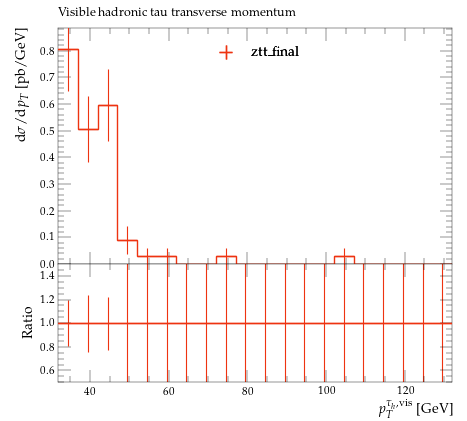 Visible hadronic tau transverse momentum
dσ/dp_T [pb/GeV]
ztt_final
0.8
0.7
0.6
0.5
0.4
0.3
0.2
0.1
0.0
Ratio
1.4
1.2
1.0
0.8
0.6
40 60 80 100 120
p_T^{τ_h,vis} [GeV]